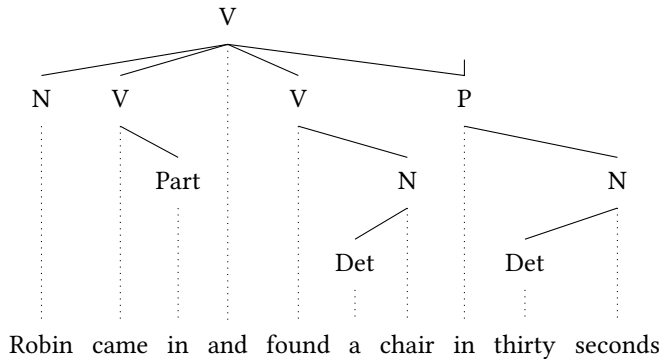 V
N V V P
Part N N
Det Det
Robin came in and found a chair in thirty seconds